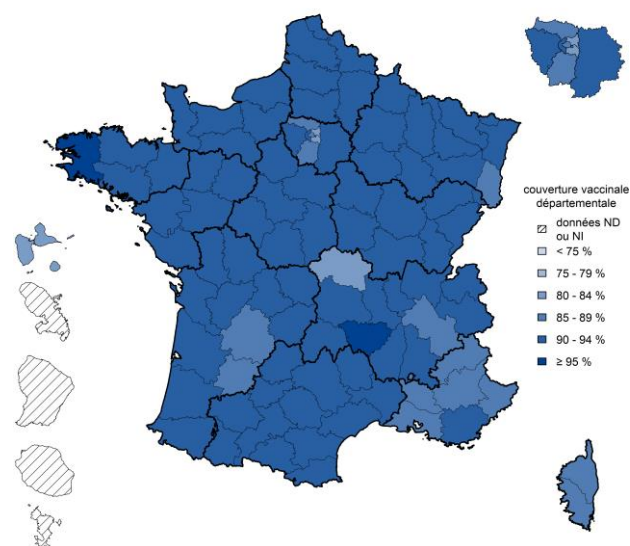 couverture vaccinale
départementale
données ND
ou NI
< 75 %
75 - 79 %
80 - 84 %
85 - 89 %
90 - 94 %
≥ 95 %